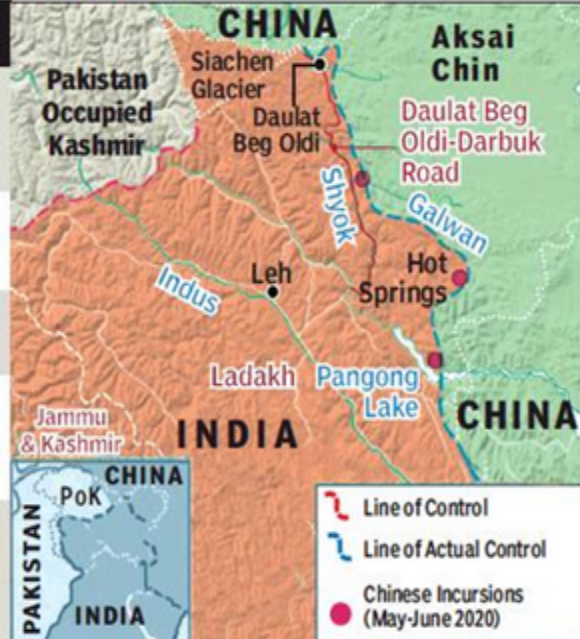 CHINA
Siachen
Glacier
Aksai
Chin
Pakistan
Occupied
Kashmir
Daulat
Beg Oldi
Daulat Beg
Oldi-Darbuk
Road
Shyok
Galwan
Hot
Springs
Leh
Indus
Ladakh
Pangong
Lake
CHINA
Jammu
& Kashmir
INDIA
CHINA
PoK
PAKISTAN
INDIA
Line of Control
Line of Actual Control
Chinese Incursions
(May-June 2020)